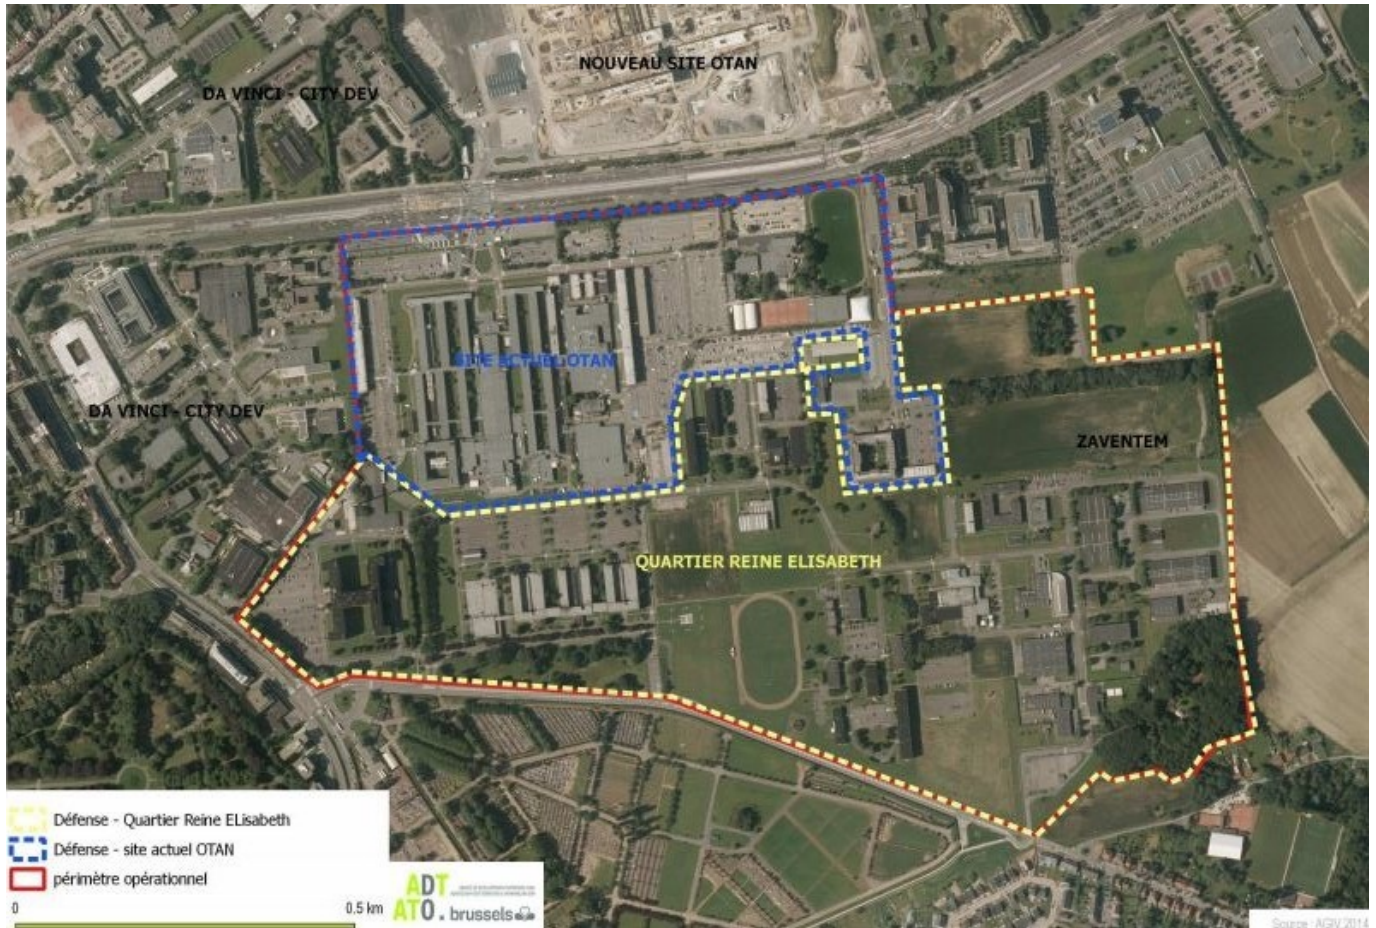 NOUVEAU SITE OTAN
DA VINCI - CITY DEV
SITE ACTUEL OTAN
DA VINCI - CITY DEV
ZAVENTEM
QUARTIER REINE ELISABETH
Défense - Quartier Reine ELisabeth
Défense - site actuel OTAN
périmètre opérationnel
0
0.5 km
ADT
ATO. brussels
Source : AGIV 2014